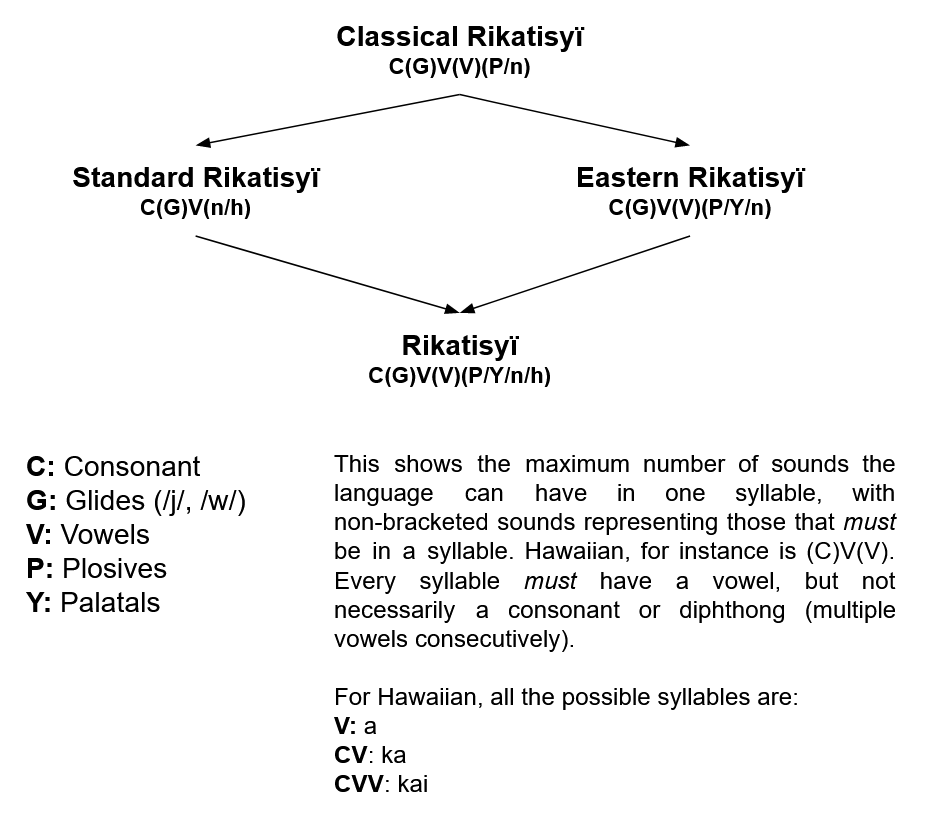 Classical Rikatisyï
C(G)V(V)(P/n)
Standard Rikatisyï
C(G)V(n/h)
Eastern Rikatisyï
C(G)V(V)(P/Y/n)
Rikatisyï
C(G)V(V)(P/Y/n/h)
C: Consonant
G: Glides (/j/, /w/)
V: Vowels
P: Plosives
Y: Palatals
This shows the maximum number of sounds the
language can have in one syllable, with
non-bracketed sounds representing those that must
be in a syllable. Hawaiian, for instance is (C)V(V).
Every syllable must have a vowel, but not
necessarily a consonant or diphthong (multiple
vowels consecutively).
For Hawaiian, all the possible syllables are:
V: a
CV: ka
CVV: kai